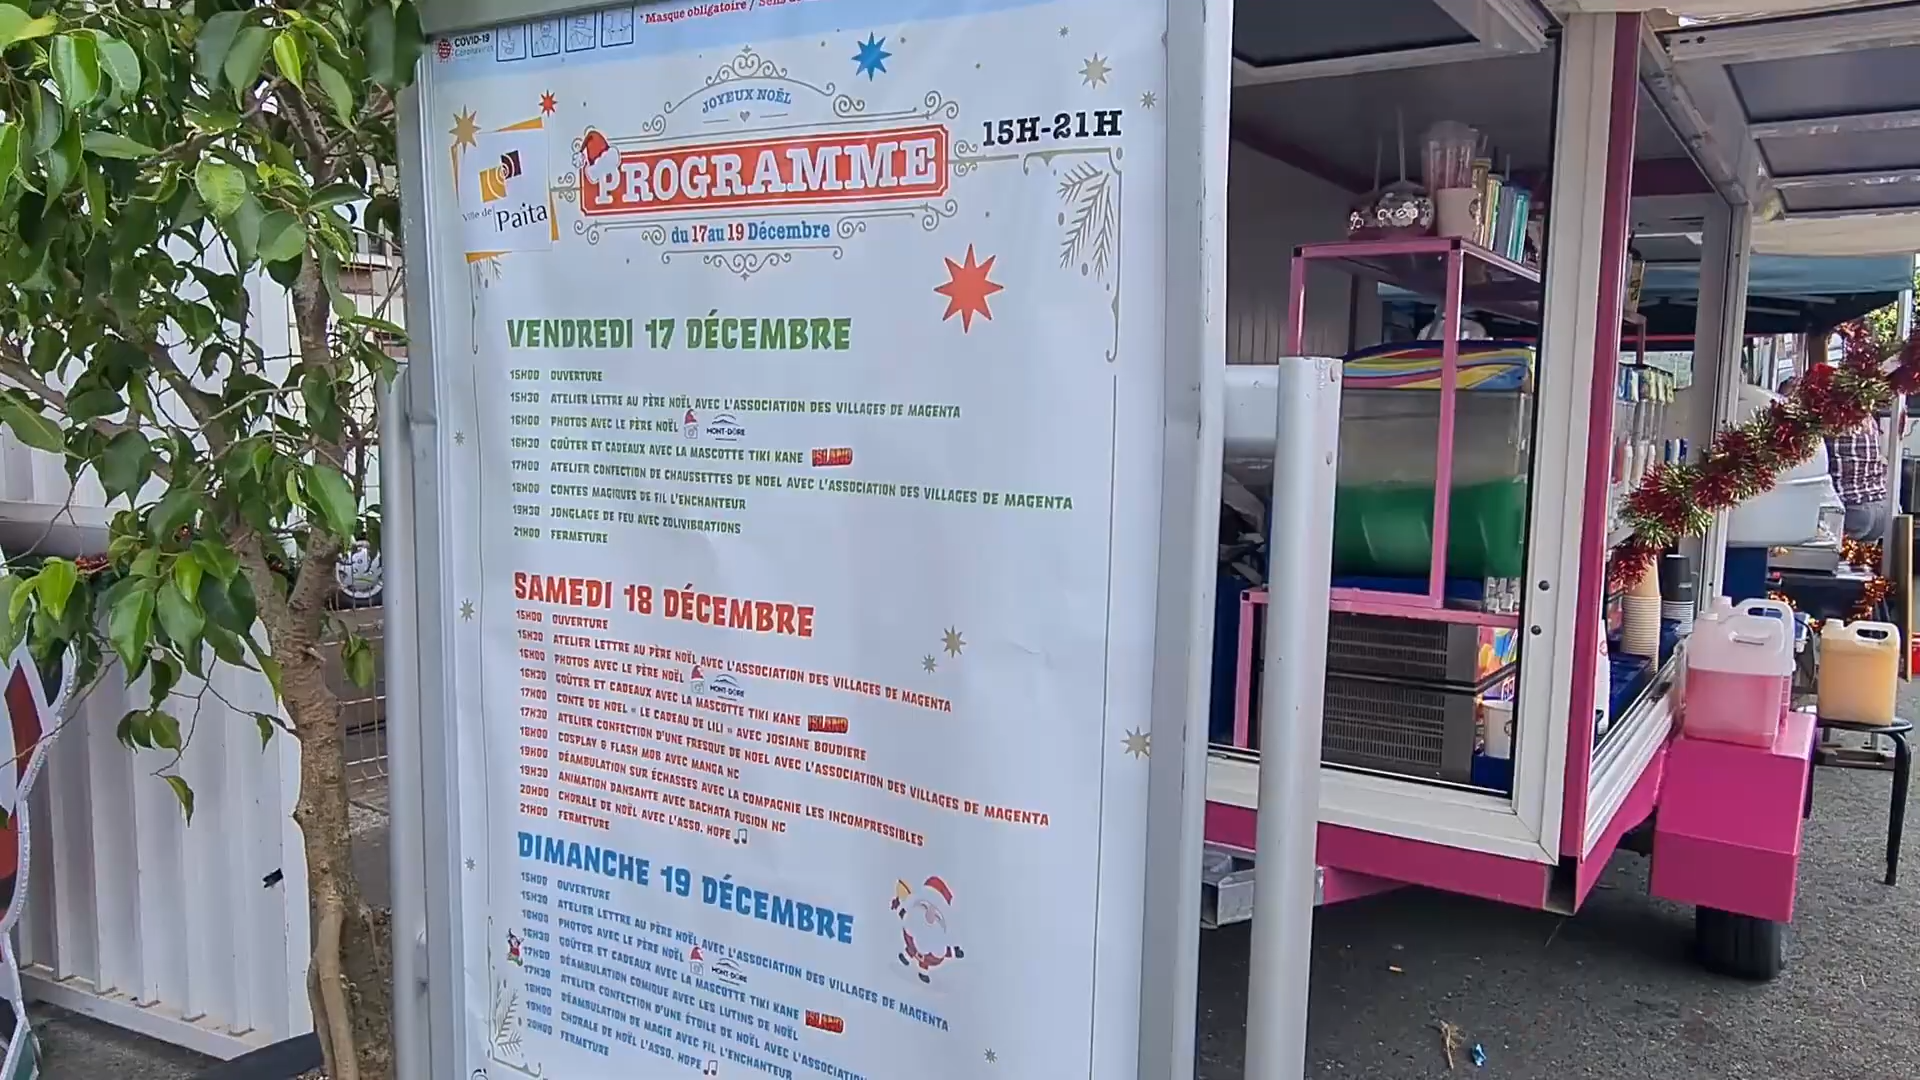 COVID-19
Coronavirus
* Masque obligatoire /
JOYEUX NOËL
15H-21H
PROGRAMME
Ville de Païta
du 17 au 19 Décembre
VENDREDI 17 DÉCEMBRE
15H00 OUVERTURE
15H30 ATELIER LETTRE AU PÈRE NOËL AVEC L'ASSOCIATION DES VILLAGES DE MAGENTA
16H00 PHOTOS AVEC LE PÈRE NOËL MONT-DORE
16H30 GOÛTER ET CADEAUX AVEC LA MASCOTTE TIKI KANE ISLAND
17H00 ATELIER CONFECTION DE CHAUSSETTES DE NOEL AVEC L'ASSOCIATION DES VILLAGES DE MAGENTA
18H00 CONTES MAGIQUES DE FIL L'ENCHANTEUR
19H30 JONGLAGE DE FEU AVEC ZOLIVIBRATIONS
21H00 FERMETURE
SAMEDI 18 DÉCEMBRE
15H00 OUVERTURE
15H30 ATELIER LETTRE AU PÈRE NOËL AVEC L'ASSOCIATION DES VILLAGES DE MAGENTA
16H00 PHOTOS AVEC LE PÈRE NOËL MONT-DORE
16H30 GOÛTER ET CADEAUX AVEC LA MASCOTTE TIKI KANE ISLAND
17H00 CONTE DE NOEL « LE CADEAU DE LILI » AVEC JOSIANE BOUDIERE
17H30 ATELIER CONFECTION D'UNE FRESQUE DE NOEL AVEC L'ASSOCIATION DES VILLAGES DE MAGENTA
18H00 COSPLAY & FLASH MOB AVEC MANGA NC
19H00 DÉAMBULATION SUR ÉCHASSES AVEC LA COMPAGNIE LES INCOMPRESSIBLES
19H30 ANIMATION DANSANTE AVEC BACHATA FUSION NC
20H00 CHORALE DE NOËL AVEC L'ASSO. HOPE
21H00 FERMETURE
DIMANCHE 19 DÉCEMBRE
15H00 OUVERTURE
15H30 ATELIER LETTRE AU PÈRE NOËL AVEC L'ASSOCIATION DES VILLAGES DE MAGENTA
16H00 PHOTOS AVEC LE PÈRE NOËL MONT-DORE
16H30 GOÛTER ET CADEAUX AVEC LA MASCOTTE TIKI KANE ISLAND
17H00 DÉAMBULATION COMIQUE AVEC LES LUTINS DE NOËL
17H30 ATELIER CONFECTION D'UNE ÉTOILE DE NOËL AVEC L'ASSOCIATION
18H00 DÉAMBULATION DE MAGIE AVEC FIL L'ENCHANTEUR
19H00 CHORALE DE NOËL L'ASSO. HOPE
20H00 FERMETURE